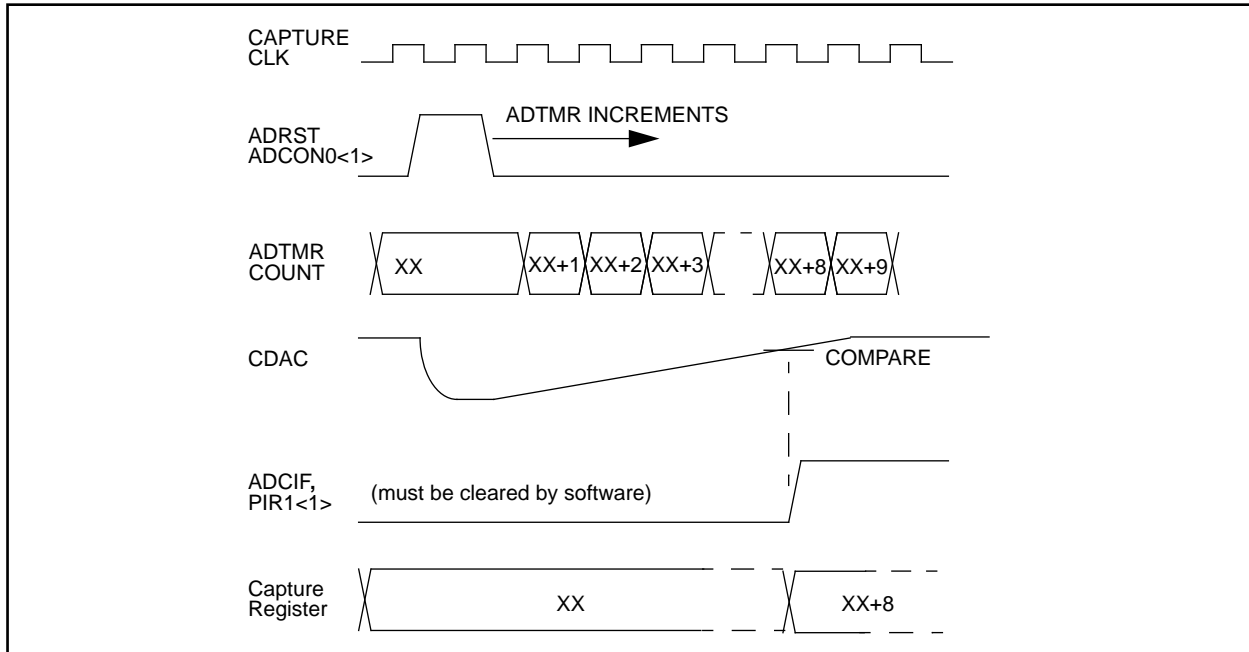 CAPTURE
CLK
ADTMR INCREMENTS
ADRST
ADCON0<1>
ADTMR
COUNT
XX
XX+1
XX+2
XX+3
XX+8
XX+9
CDAC
COMPARE
ADCIF,
PIR1<1>
(must be cleared by software)
Capture
Register
XX
XX+8